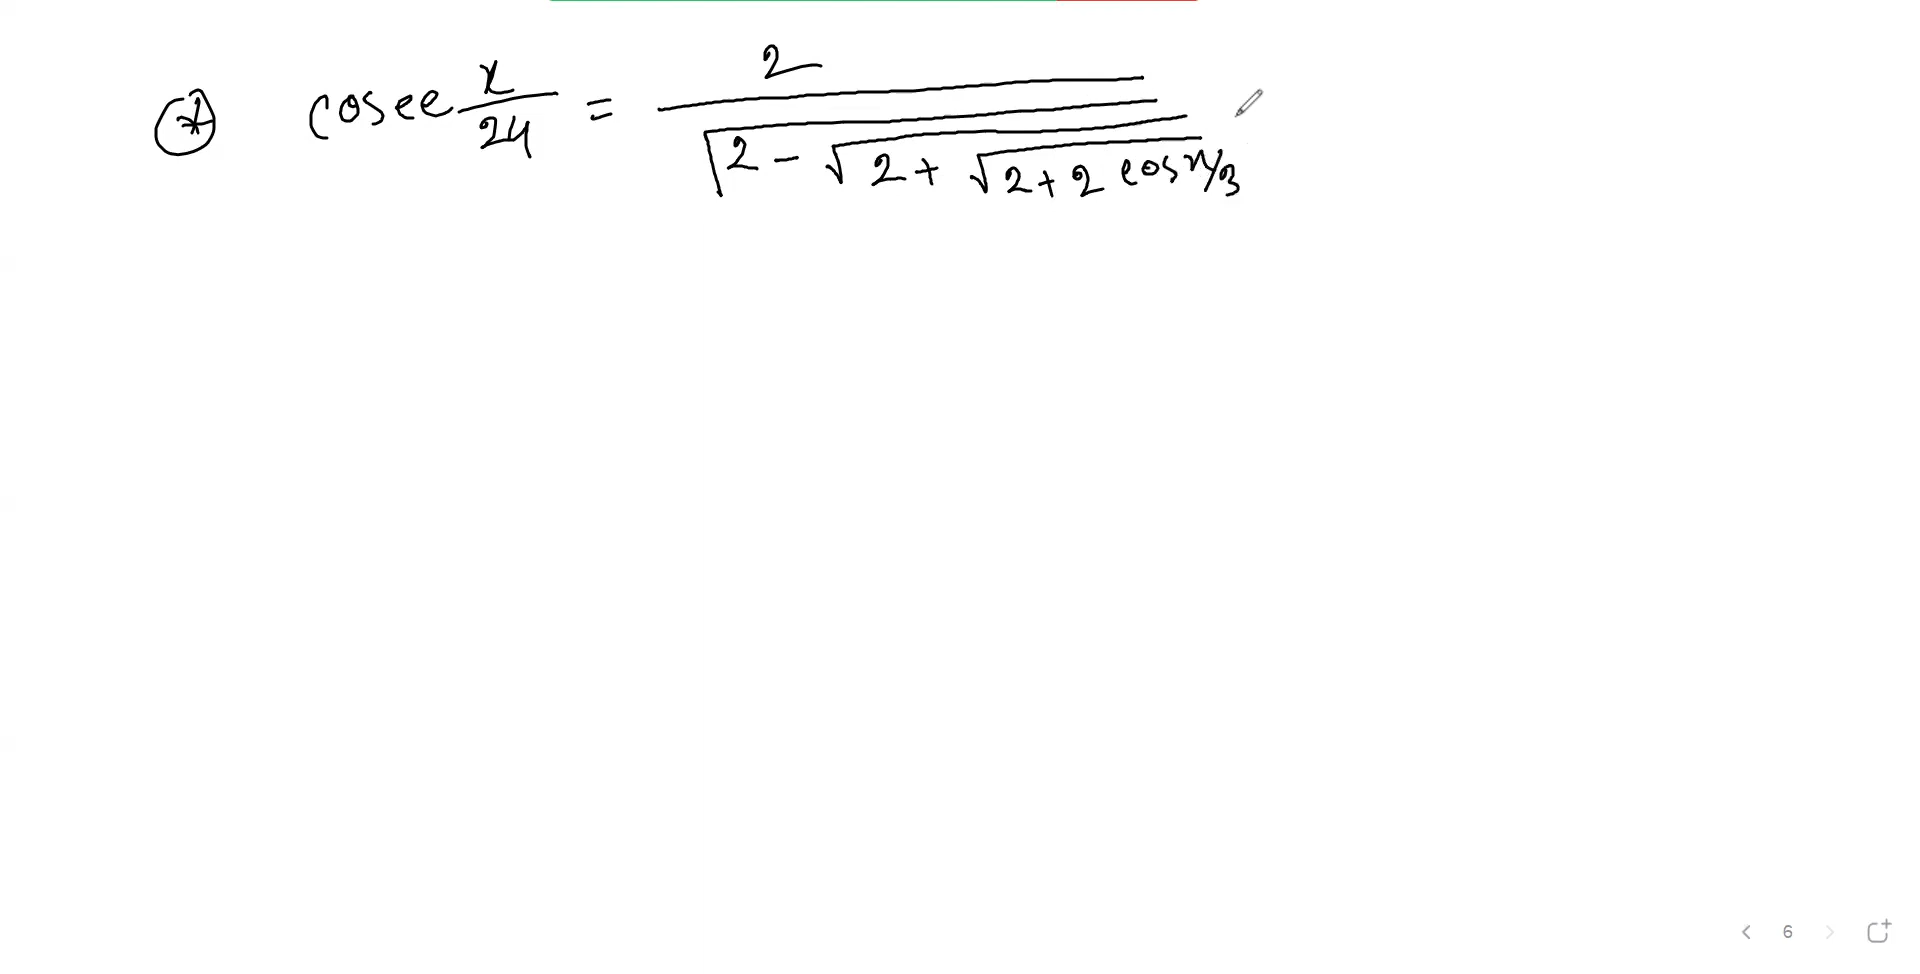 ⊛ cosec x/24 = 2/√(2 - √(2 + √(2 + 2 cos x/3)))
6